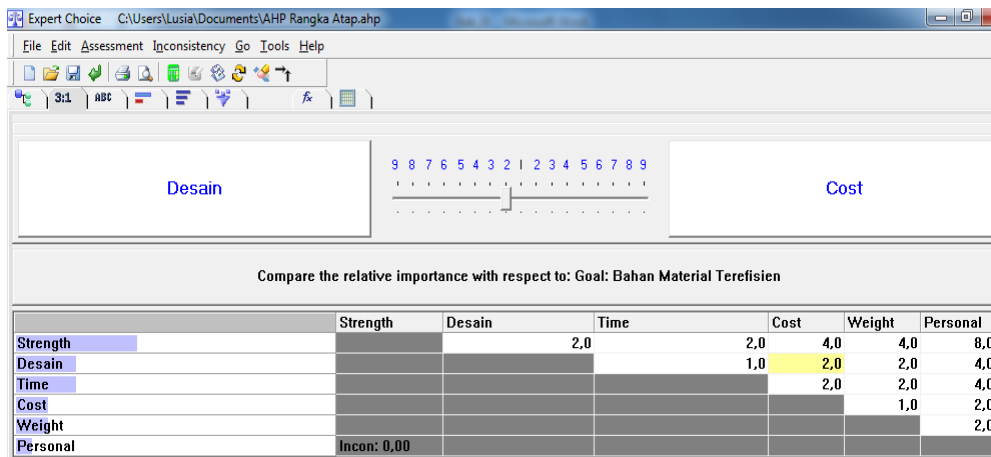 Expert Choice C:\Users\Lusia\Documents\AHP Rangka Atap.ahp
File Edit Assessment Inconsistency Go Tools Help
3:1 ABC fx
9 8 7 6 5 4 3 2 1 2 3 4 5 6 7 8 9
Desain Cost
Compare the relative importance with respect to: Goal: Bahan Material Terefisien
Strength Desain Time Cost Weight Personal
Strength 2,0 2,0 4,0 4,0 8,0
Desain 1,0 2,0 2,0 4,0
Time 2,0 2,0 4,0
Cost 1,0 2,0
Weight 2,0
Personal Incon: 0,00